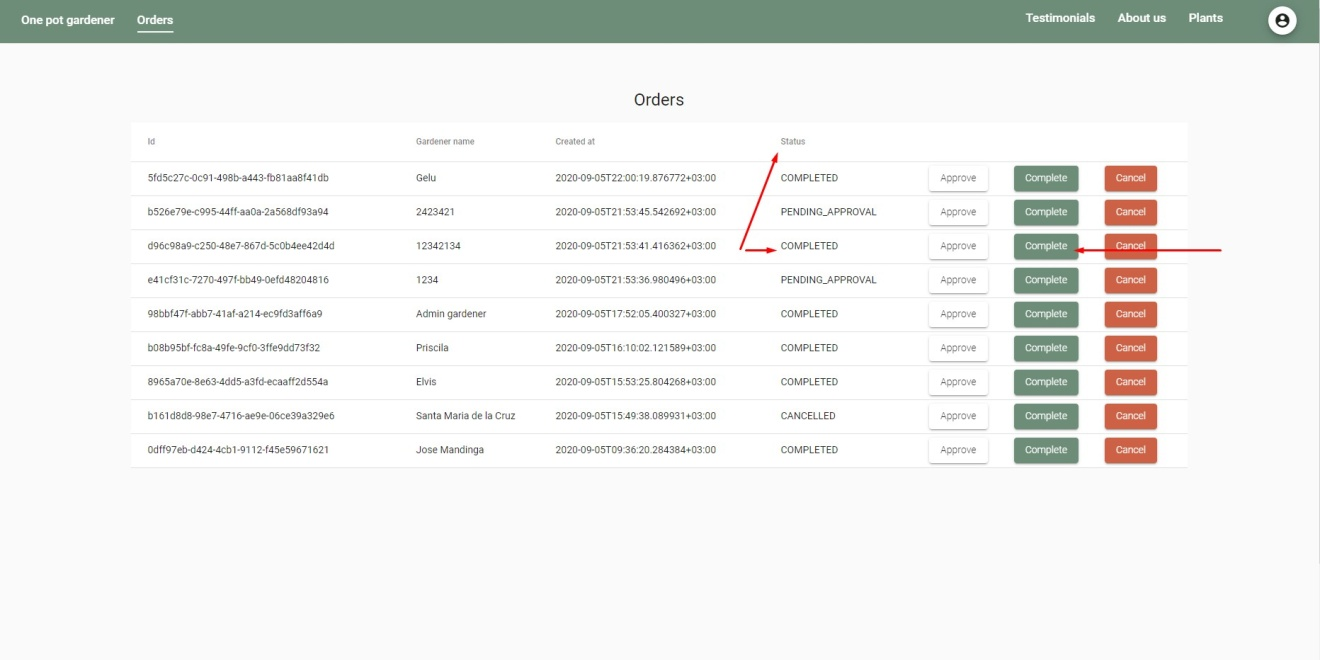 One pot gardener Orders Testimonials About us Plants
Orders
Id Gardener name Created at Status
5fd5c27c-0c91-498b-a443-fb81aa8f41db Gelu 2020-09-05T22:00:19.876772+03:00 COMPLETED Approve Complete Cancel
b526e79e-c995-44ff-aa0a-2a568df93a94 2423421 2020-09-05T21:53:45.542692+03:00 PENDING_APPROVAL Approve Complete Cancel
d96c98a9-c250-48e7-867d-5c0b4ee42d4d 12342134 2020-09-05T21:53:41.416362+03:00 COMPLETED Approve Complete Cancel
e41cf31c-7270-497f-bb49-0efd48204816 1234 2020-09-05T21:53:36.980496+03:00 PENDING_APPROVAL Approve Complete Cancel
98bbf47f-abb7-41af-a214-ec9fd3aff6a9 Admin gardener 2020-09-05T17:52:05.400327+03:00 COMPLETED Approve Complete Cancel
b08b95bf-fc8a-49fe-9cf0-3ffe9dd73f32 Priscila 2020-09-05T16:10:02.121589+03:00 COMPLETED Approve Complete Cancel
8965a70e-8e63-4dd5-a3fd-ecaaff2d554a Elvis 2020-09-05T15:53:25.804268+03:00 COMPLETED Approve Complete Cancel
b161d8d8-98e7-4716-ae9e-06ce39a329e6 Santa Maria de la Cruz 2020-09-05T15:49:38.089931+03:00 CANCELLED Approve Complete Cancel
0dff97eb-d424-4cb1-9112-f45e59671621 Jose Mandinga 2020-09-05T09:36:20.284384+03:00 COMPLETED Approve Complete Cancel